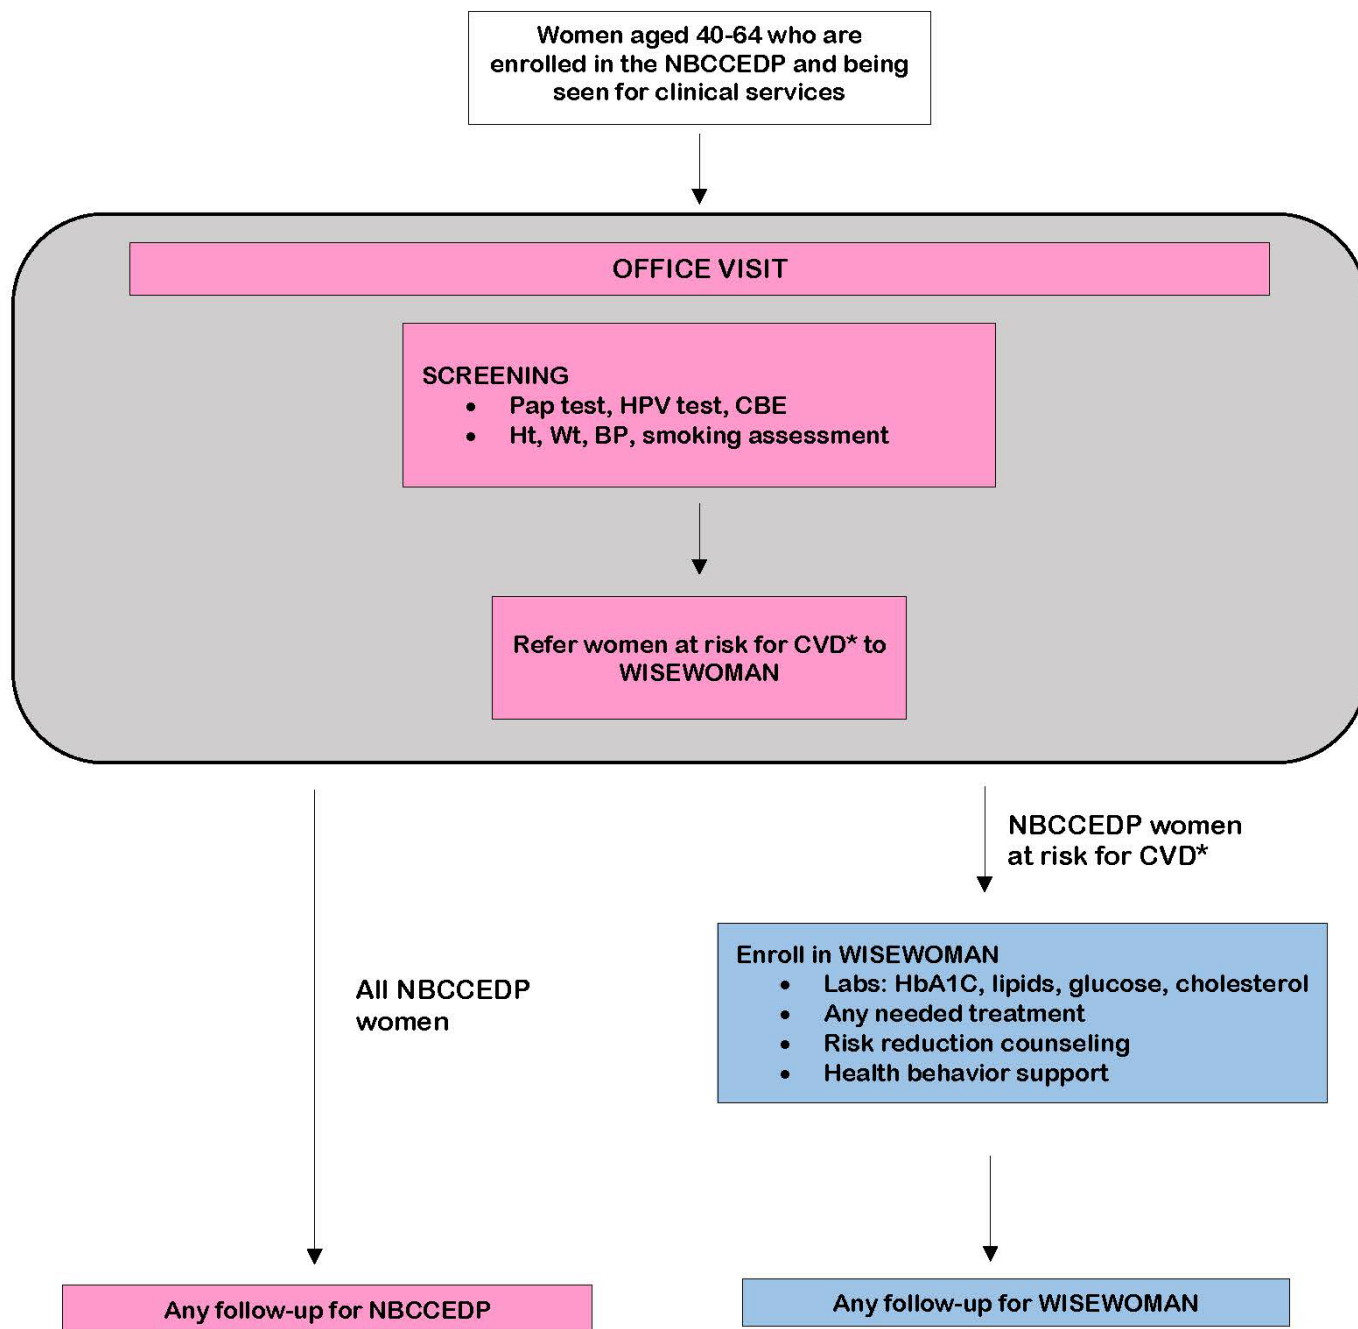 Women aged 40-64 who are
enrolled in the NBCCEDP and being
seen for clinical services
OFFICE VISIT
SCREENING
• Pap test, HPV test, CBE
• Ht, Wt, BP, smoking assessment
Refer women at risk for CVD* to
WISEWOMAN
NBCCEDP women
at risk for CVD*
All NBCCEDP
women
Enroll in WISEWOMAN
• Labs: HbA1C, lipids, glucose, cholesterol
• Any needed treatment
• Risk reduction counseling
• Health behavior support
Any follow-up for NBCCEDP
Any follow-up for WISEWOMAN